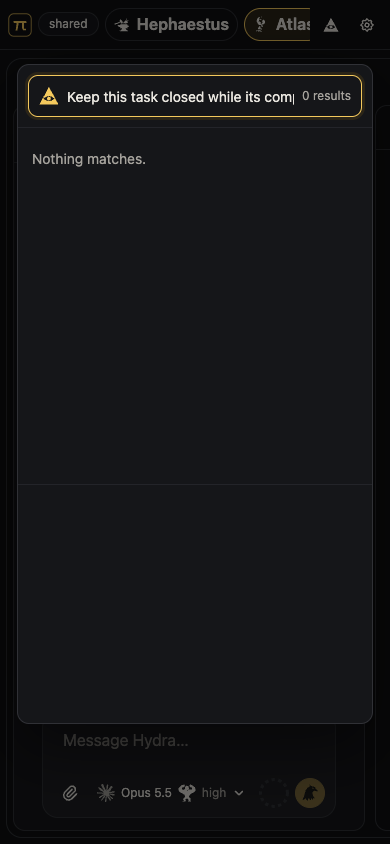 π shared Hephaestus Atlas
Keep this task closed while its com 0 results
Nothing matches.
Message Hydra...
Opus 5.5 high